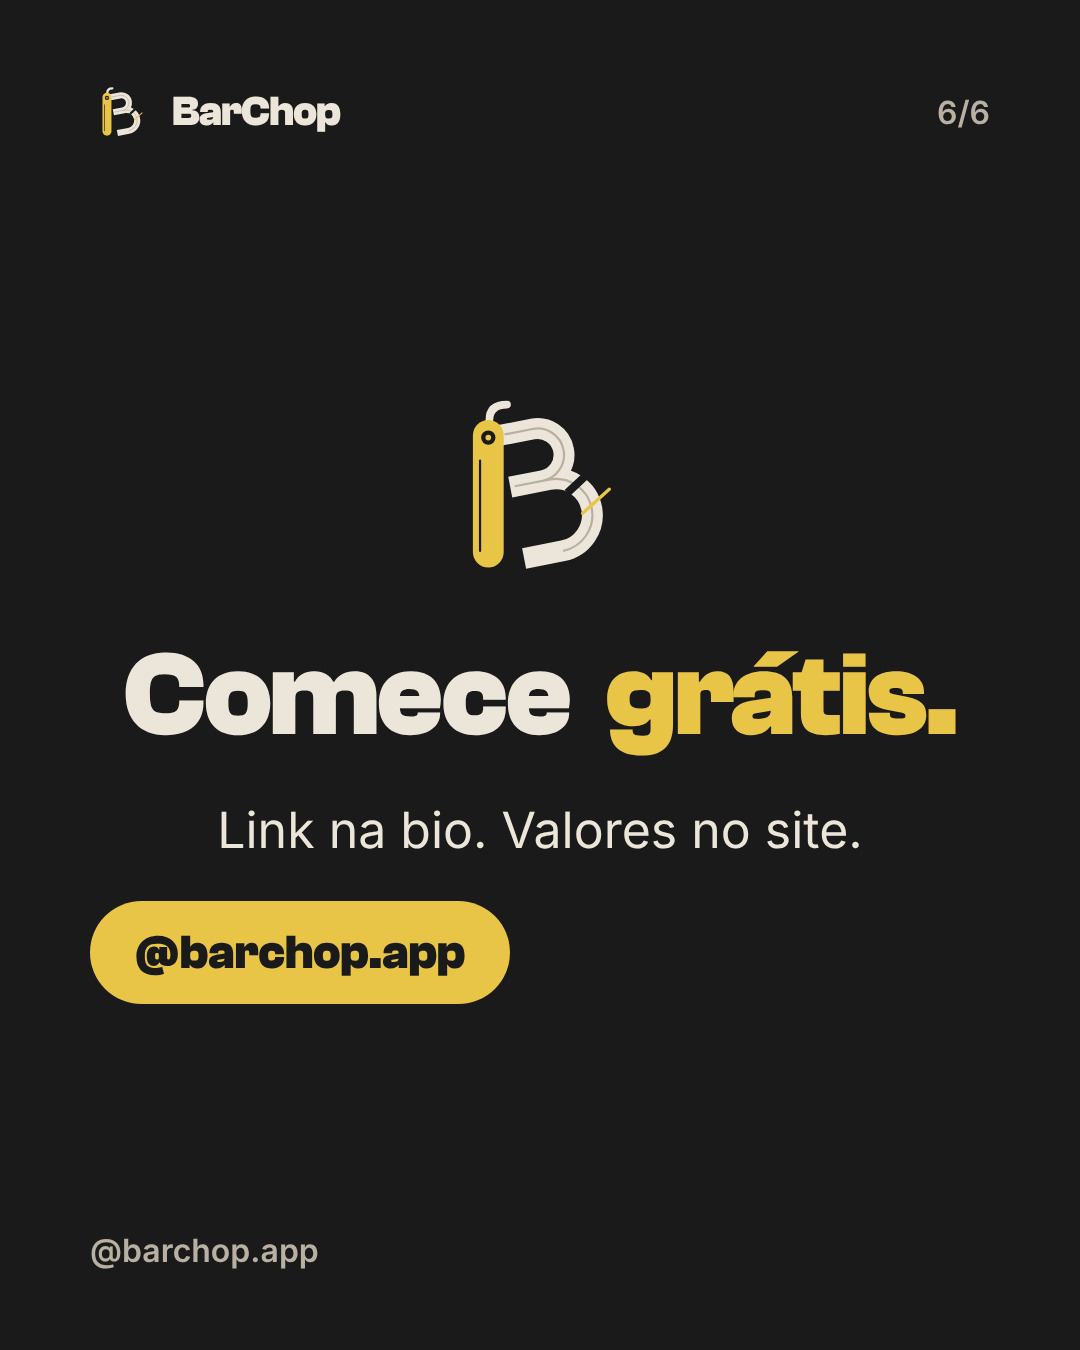 BarChop
6/6
Comece grátis.
Link na bio. Valores no site.
@barchop.app
@barchop.app